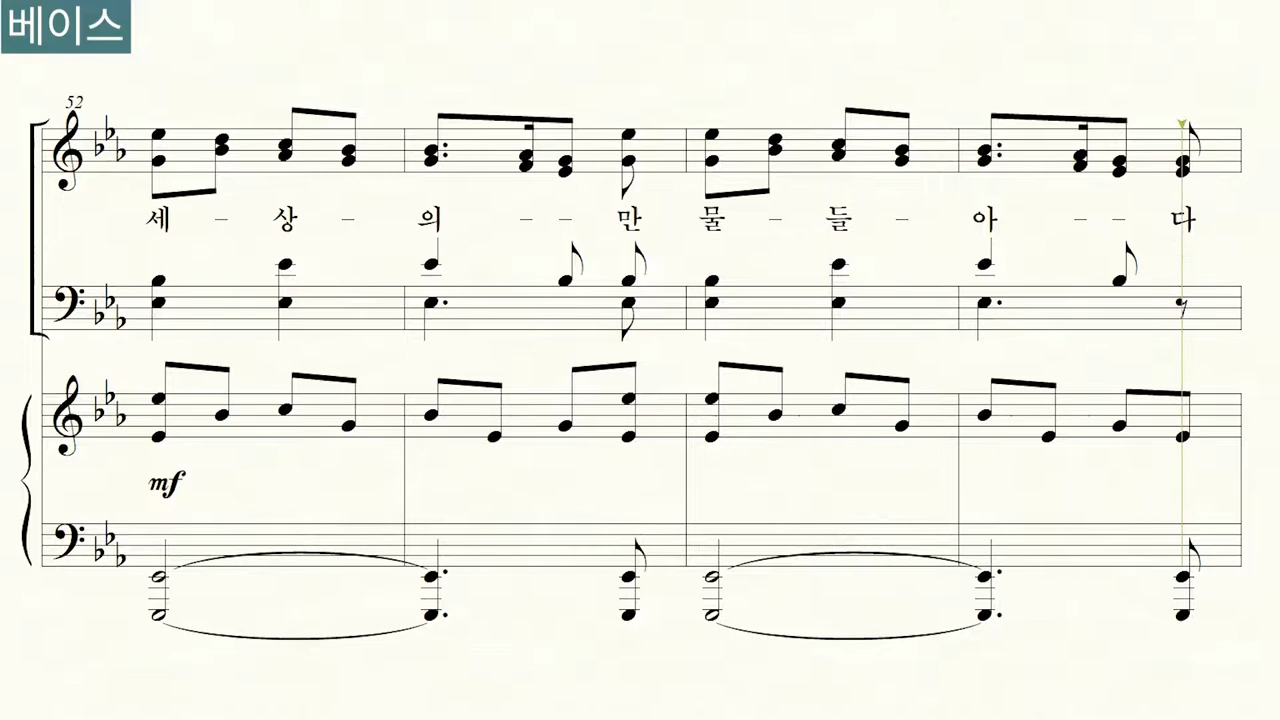 베이스
52
세 - 상 - 의 - - 만 물 - 들 - 아 - - 다
mf